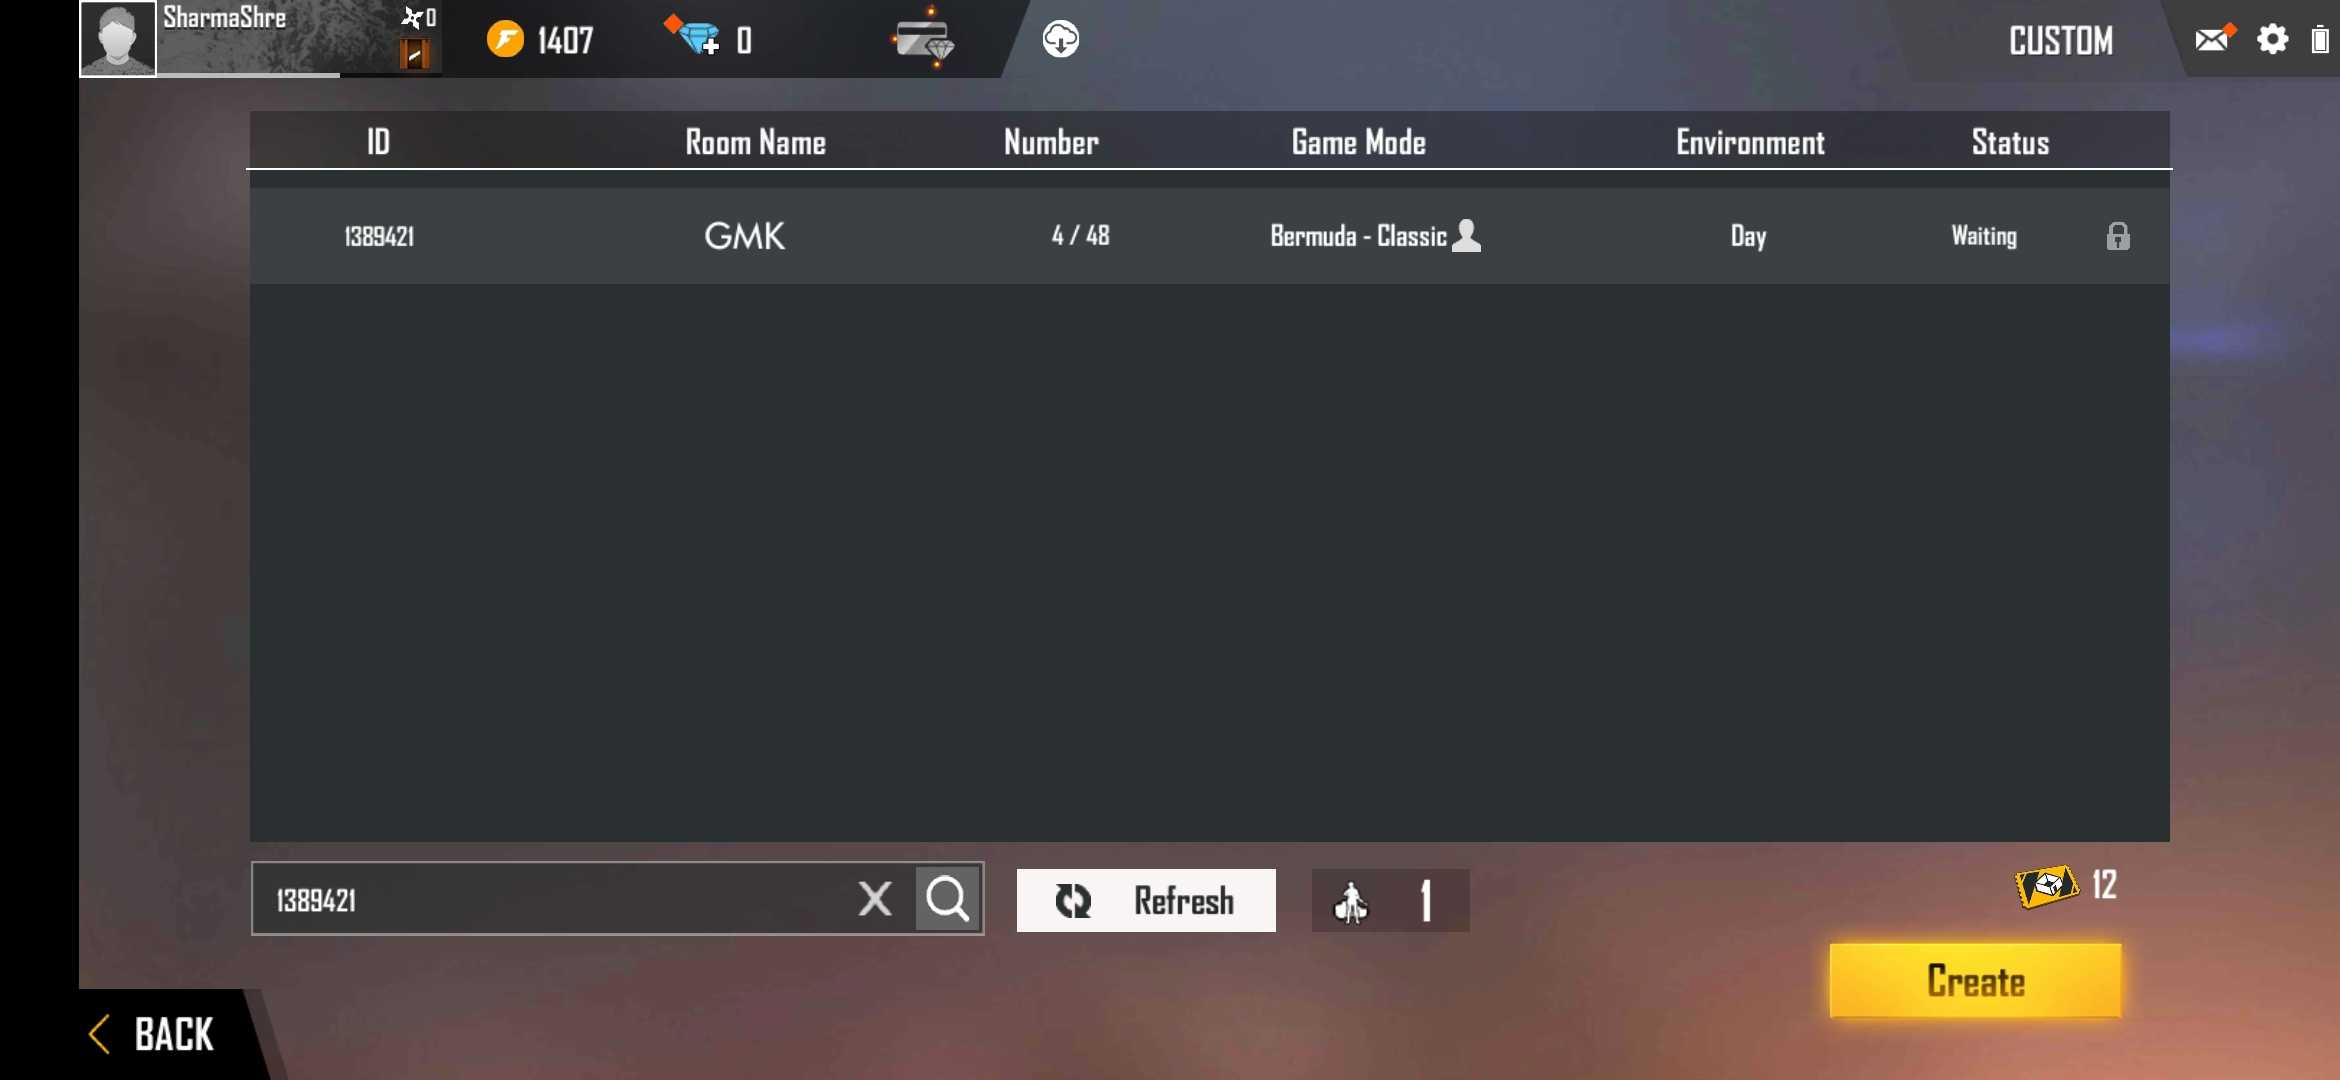 SharmaShre
0
1407
0
CUSTOM
ID Room Name Number Game Mode Environment Status
1389421 GMK 4 / 48 Bermuda - Classic Day Waiting
1389421
Refresh
1
12
Create
BACK